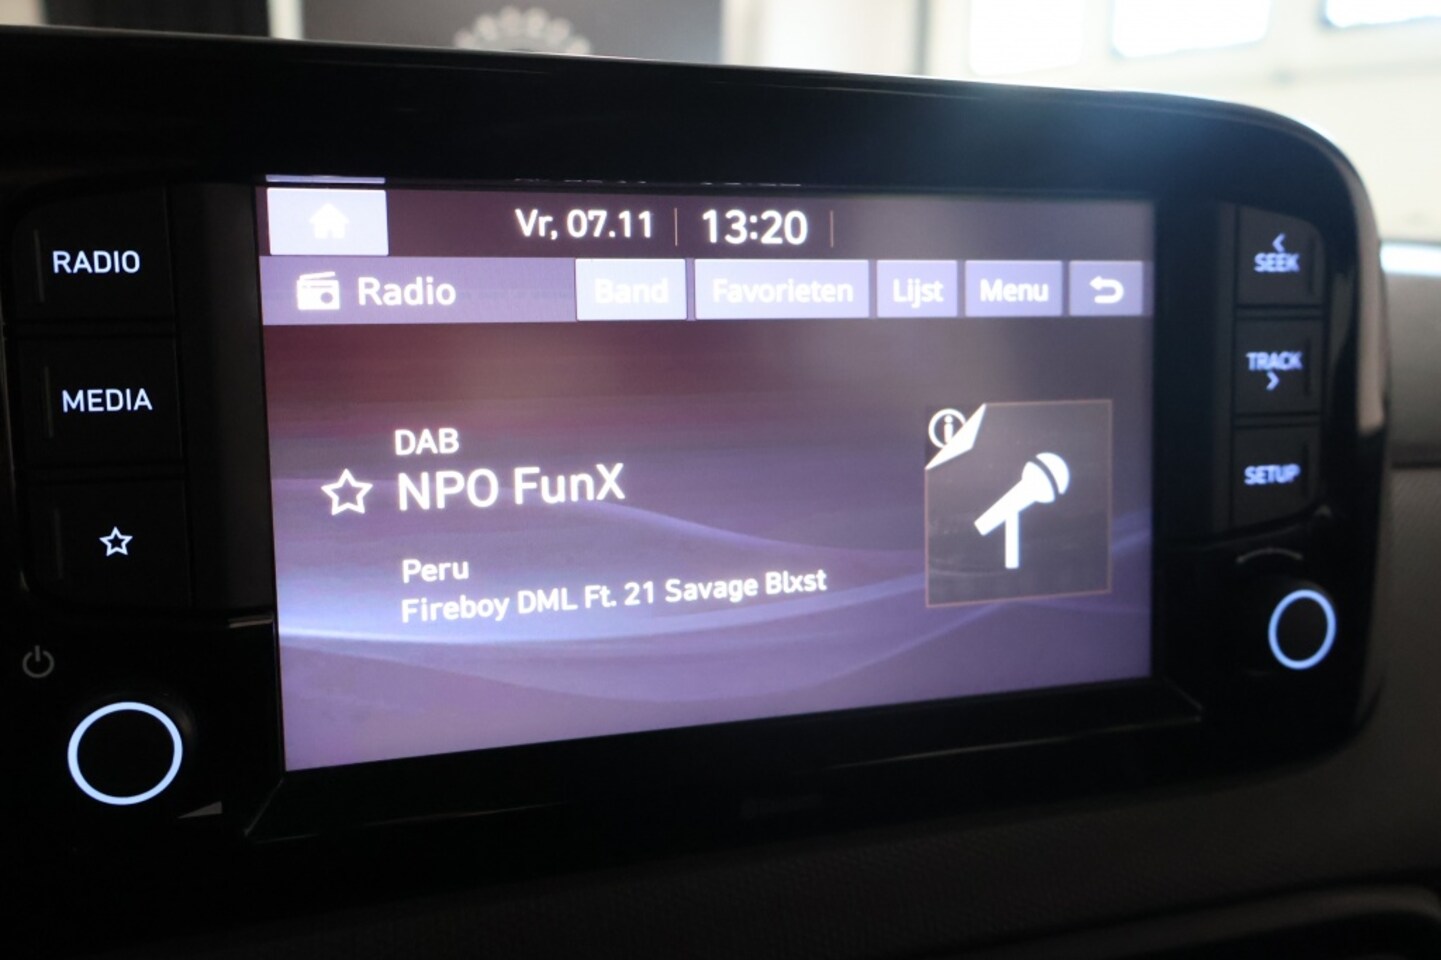 Vr, 07.11 13:20
Radio Band Favorieten Lijst Menu
RADIO
MEDIA
SEEK
TRACK
SETUP
DAB
NPO FunX
Peru
Fireboy DML Ft. 21 Savage Blxst